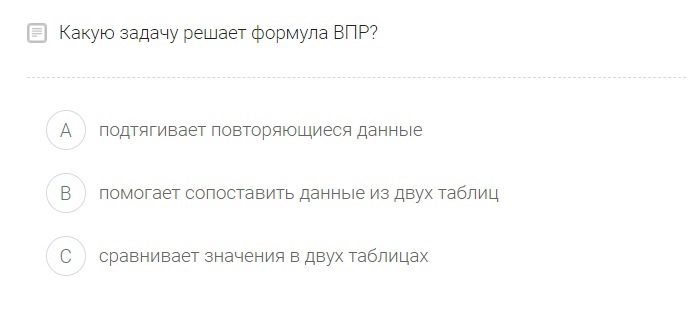 Какую задачу решает формула ВПР?
A подтягивает повторяющиеся данные
B помогает сопоставить данные из двух таблиц
C сравнивает значения в двух таблицах